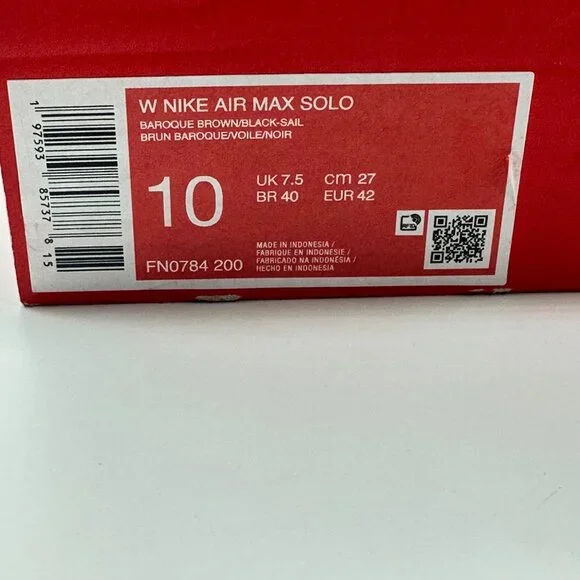 W NIKE AIR MAX SOLO
BAROQUE BROWN/BLACK-SAIL
BRUN BAROQUE/VOILE/NOIR
10
UK 7.5 cm 27
BR 40 EUR 42
FN0784 200
MADE IN INDONESIA/
FABRIQUE EN INDONESIE/
FABRICADO NA INDONÉSIA/
HECHO EN INDONESIA
1 97593 85737 8 15